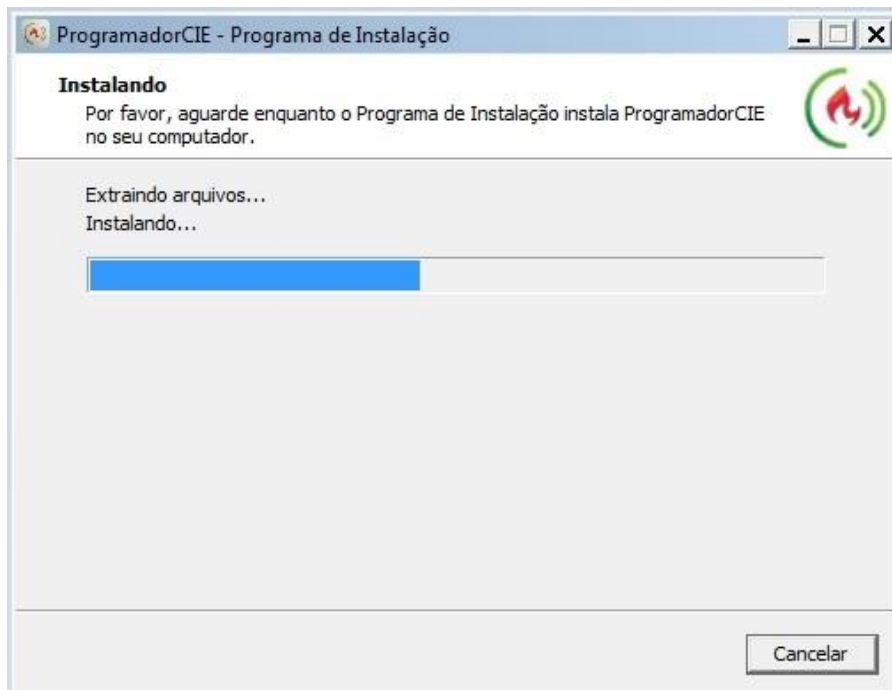 ProgramadorCIE - Programa de Instalação
Instalando
Por favor, aguarde enquanto o Programa de Instalação instala ProgramadorCIE
no seu computador.
Extraindo arquivos...
Instalando...
Cancelar